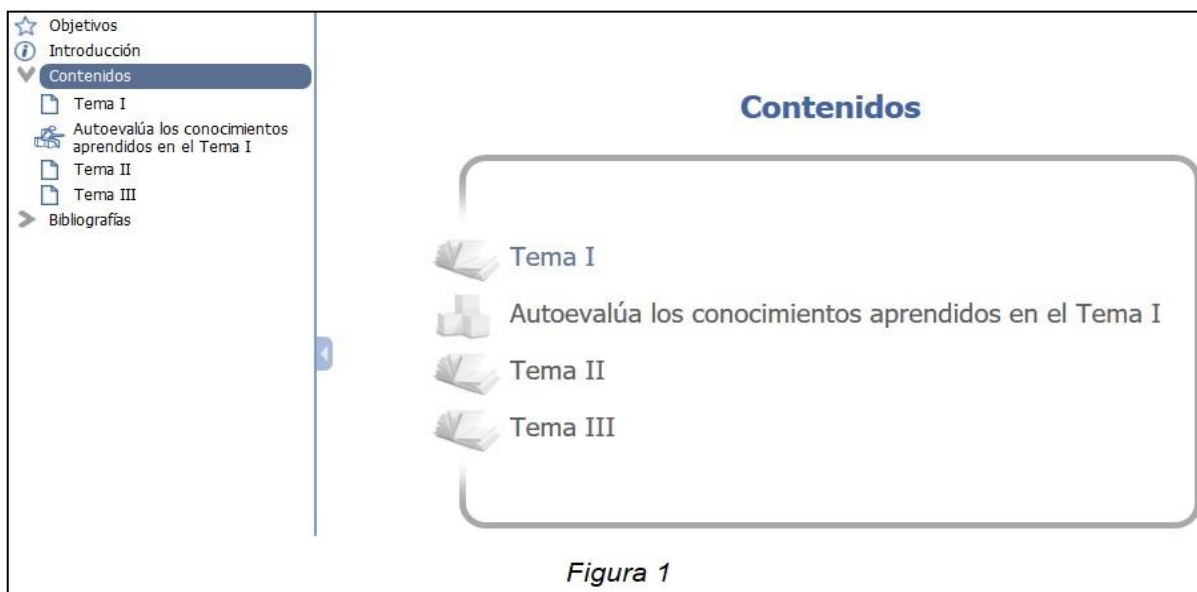 Objetivos
Introducción
Contenidos
Tema I
Autoevalúa los conocimientos
aprendidos en el Tema I
Tema II
Tema III
Bibliografías
Contenidos
Tema I
Autoevalúa los conocimientos aprendidos en el Tema I
Tema II
Tema III
Figura 1